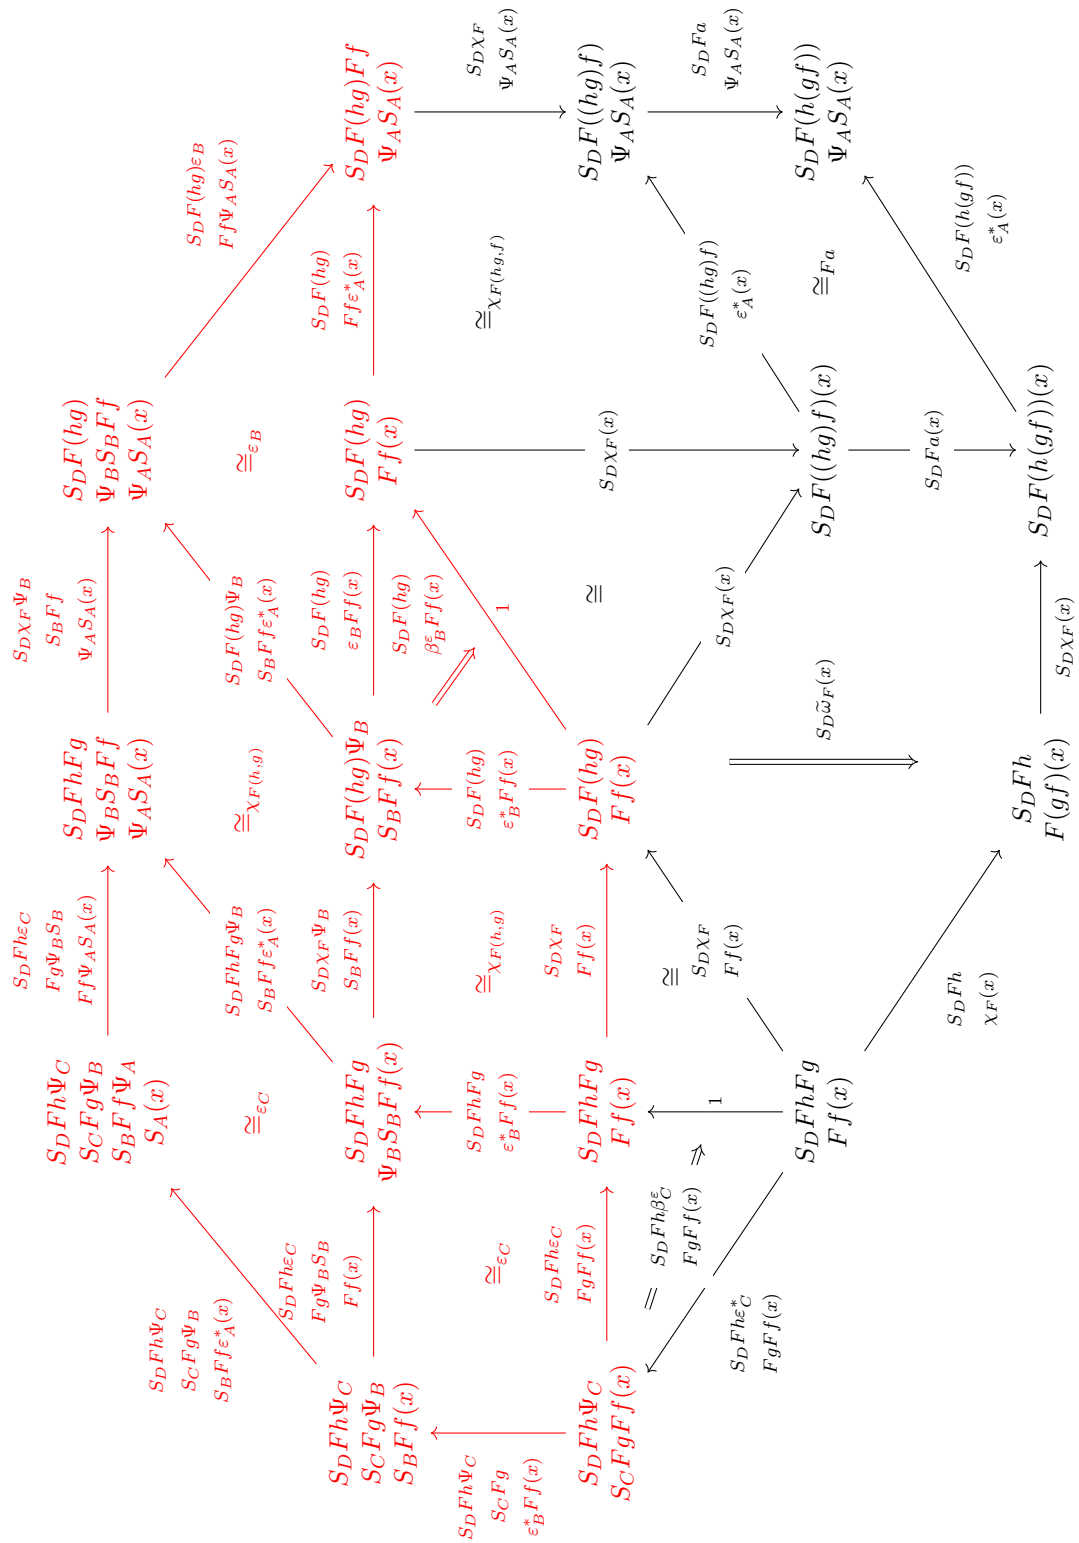 S_D F h ε_C
F g Ψ_B S_B
F f Ψ_A S_A(x)
S_D χ_F Ψ_B
S_B F f
Ψ_A S_A(x)
S_D F h Ψ_C
S_C F g Ψ_B
S_B F f Ψ_A
S_A(x)
S_D F h F g
Ψ_B S_B F f
Ψ_A S_A(x)
S_D F(hg)
Ψ_B S_B F f
Ψ_A S_A(x)
S_D F h Ψ_C
S_C F g Ψ_B
S_B F f ε*_A(x)
S_D F(hg) ε_B
F f Ψ_A S_A(x)
≅ ε_C
S_D F h F g Ψ_B
S_B F f ε*_A(x)
≅ χ_F(h,g)
S_D F(hg) Ψ_B
S_B F f ε*_A(x)
≅ ε_B
S_D F h ε_C
F g Ψ_B S_B
F f(x)
S_D χ_F Ψ_B
S_B F f(x)
S_D F(hg)
ε_B F f(x)
S_D F(hg)
F f ε*_A(x)
S_D F h Ψ_C
S_C F g Ψ_B
S_B F f(x)
S_D F h F g
Ψ_B S_B F f(x)
S_D F(hg) Ψ_B
S_B F f(x)
S_D F(hg)
F f(x)
S_D F(hg) F f
Ψ_A S_A(x)
S_D F(hg)
β^ε_B F f(x)
S_D F h Ψ_C
S_C F g
ε*_B F f(x)
≅ ε_C
S_D F h F g
ε*_B F f(x)
≅ χ_F(h,g)
S_D F(hg)
ε*_B F f(x)
1
≅ χ_F(hg,f)
S_D χ_F
Ψ_A S_A(x)
S_D F h ε_C
F g F f(x)
S_D χ_F
F f(x)
S_D F h Ψ_C
S_C F g F f(x)
S_D F h F g
F f(x)
S_D F(hg)
F f(x)
≅
S_D χ_F(x)
S_D F((hg)f)
Ψ_A S_A(x)
S_D F h β^ε_C
F g F f(x)
≅
S_D χ_F
F f(x)
S_D χ_F(x)
S_D F((hg)f)
ε*_A(x)
S_D F a
Ψ_A S_A(x)
S_D F h ε*_C
F g F f(x)
1
S_D ω̃_F(x)
≅ F a
S_D F h F g
F f(x)
S_D F((hg)f)(x)
S_D F(h(gf))
Ψ_A S_A(x)
S_D F h
χ_F(x)
S_D F a(x)
S_D F(h(gf))
ε*_A(x)
S_D F h
F(gf)(x)
S_D F(h(gf))(x)
S_D χ_F(x)